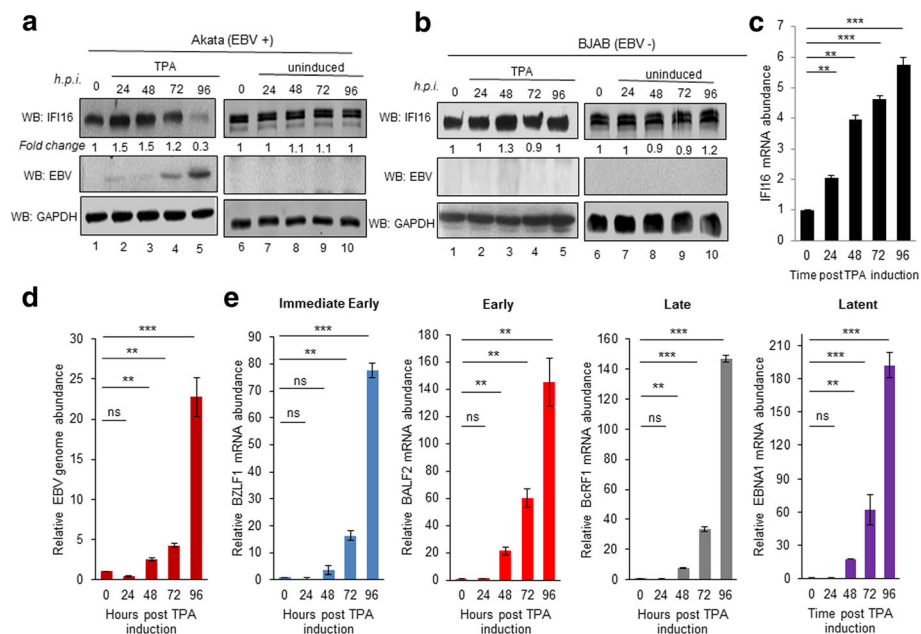 a
Akata (EBV +)
h.p.i.
TPA
uninduced
0 24 48 72 96 0 24 48 72 96
WB: IFI16
Fold change
1 1.5 1.5 1.2 0.3 1 1 1.1 1.1 1
WB: EBV
WB: GAPDH
1 2 3 4 5 6 7 8 9 10
b
BJAB (EBV -)
h.p.i.
TPA
uninduced
0 24 48 72 96 0 24 48 72 96
WB: IFI16
1 1 1.3 0.9 1 1 1 0.9 0.9 1.2
WB: EBV
WB: GAPDH
1 2 3 4 5 6 7 8 9 10
c
***
***
**
**
IFI16 mRNA abundance
7
6
5
4
3
2
1
0
0 24 48 72 96
Time post TPA induction
d
***
**
**
ns
Relative EBV genome abundance
30
25
20
15
10
5
0
0 24 48 72 96
Hours post TPA
induction
e
Immediate Early
***
**
ns
ns
Relative BZLF1 mRNA abundance
90
80
70
60
50
40
30
20
10
0
0 24 48 72 96
Hours post TPA
induction
Early
**
**
**
ns
Relative BALF2 mRNA abundance
180
160
140
120
100
80
60
40
20
0
0 24 48 72 96
Hours post TPA
induction
Late
***
***
**
ns
Relative BcRF1 mRNA abundance
160
140
120
100
80
60
40
20
0
0 24 48 72 96
Hours post TPA
induction
Latent
***
***
**
ns
Relative EBNA1 mRNA abundance
210
180
150
120
90
60
30
0
0 24 48 72 96
Time post TPA
induction